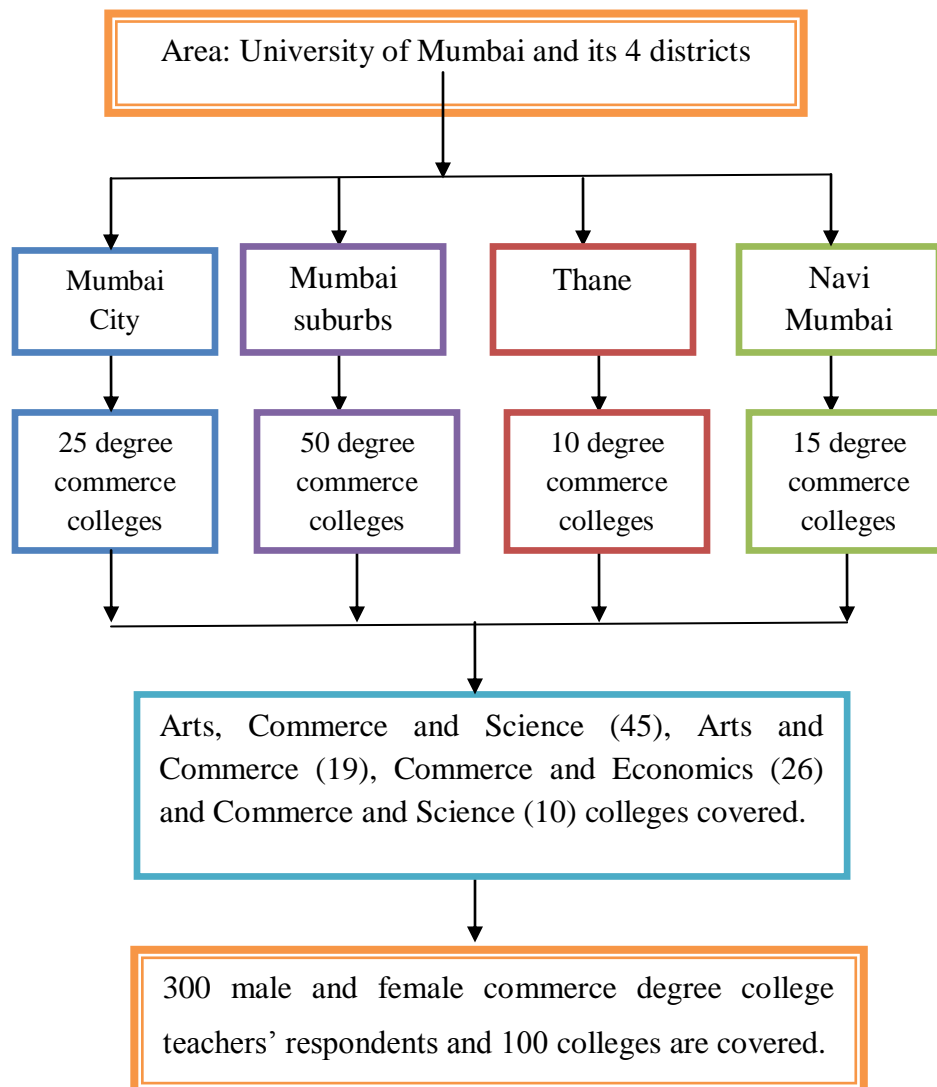 Area: University of Mumbai and its 4 districts
Mumbai
City
Mumbai
suburbs
Thane
Navi
Mumbai
25 degree
commerce
colleges
50 degree
commerce
colleges
10 degree
commerce
colleges
15 degree
commerce
colleges
Arts, Commerce and Science (45), Arts and
Commerce (19), Commerce and Economics (26)
and Commerce and Science (10) colleges covered.
300 male and female commerce degree college
teachers’ respondents and 100 colleges are covered.